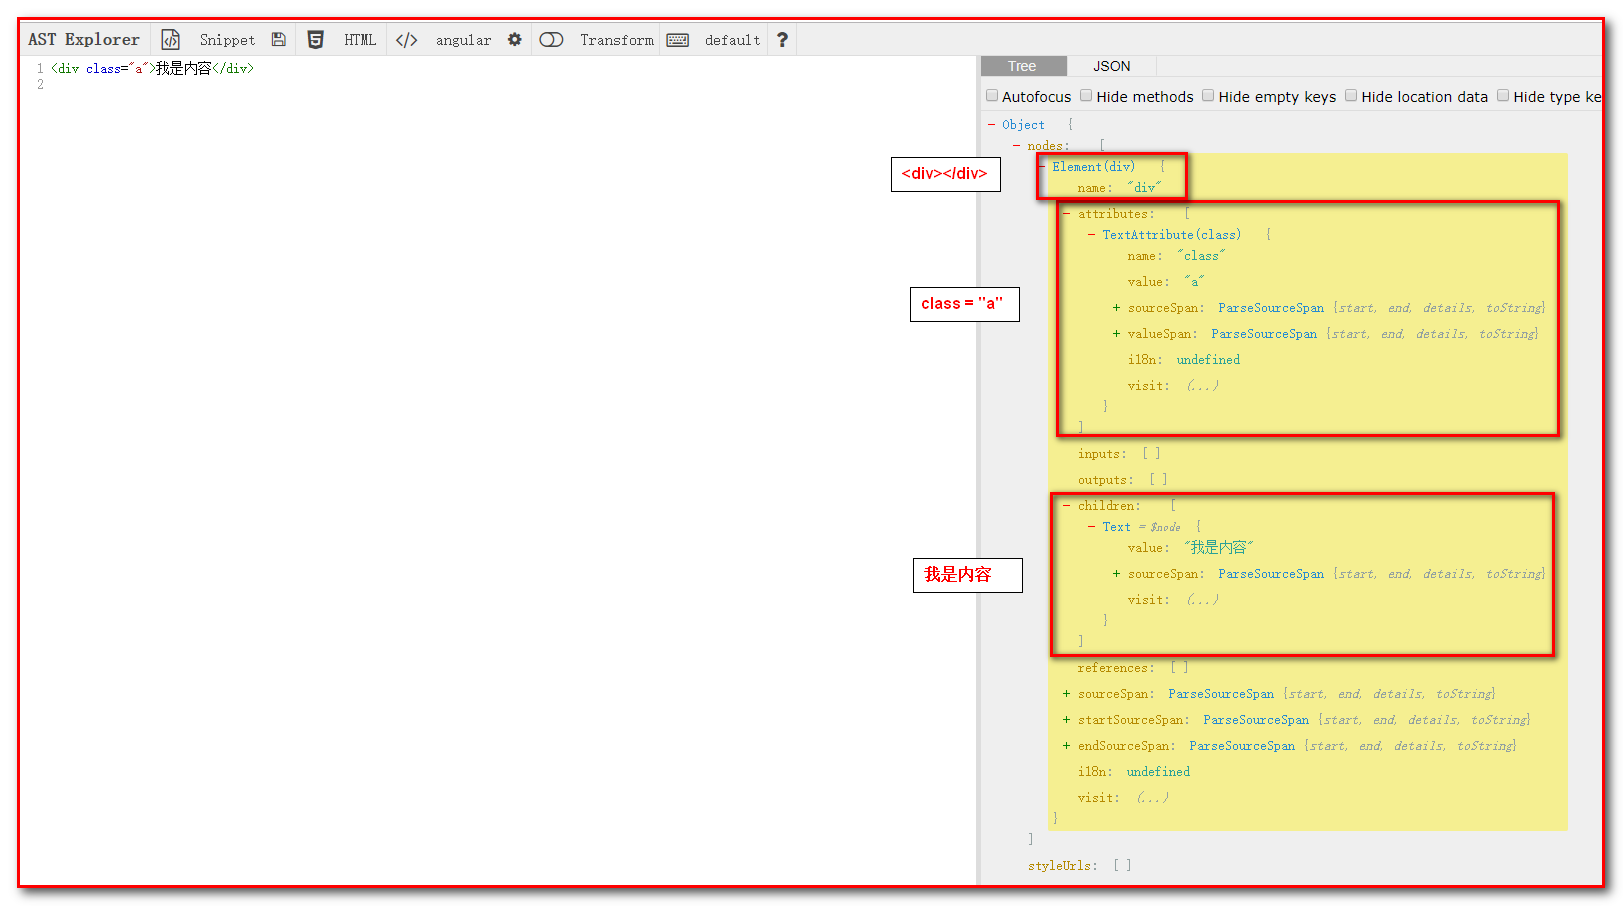 AST Explorer Snippet HTML </> angular Transform default ?
1 <div class="a">我是内容</div>
2
Tree JSON
Autofocus Hide methods Hide empty keys Hide location data Hide type ke
- Object {
- nodes: [
<div></div>
- Element(div) {
name: "div"
- attributes: [
- TextAttribute(class) {
name: "class"
value: "a"
class = "a"
+ sourceSpan: ParseSourceSpan {start, end, details, toString}
+ valueSpan: ParseSourceSpan {start, end, details, toString}
i18n: undefined
visit: (...)
}
]
inputs: [ ]
outputs: [ ]
- children: [
- Text = $node {
value: "我是内容"
我是内容
+ sourceSpan: ParseSourceSpan {start, end, details, toString}
visit: (...)
}
]
references: [ ]
+ sourceSpan: ParseSourceSpan {start, end, details, toString}
+ startSourceSpan: ParseSourceSpan {start, end, details, toString}
+ endSourceSpan: ParseSourceSpan {start, end, details, toString}
i18n: undefined
visit: (...)
}
]
styleUrls: [ ]